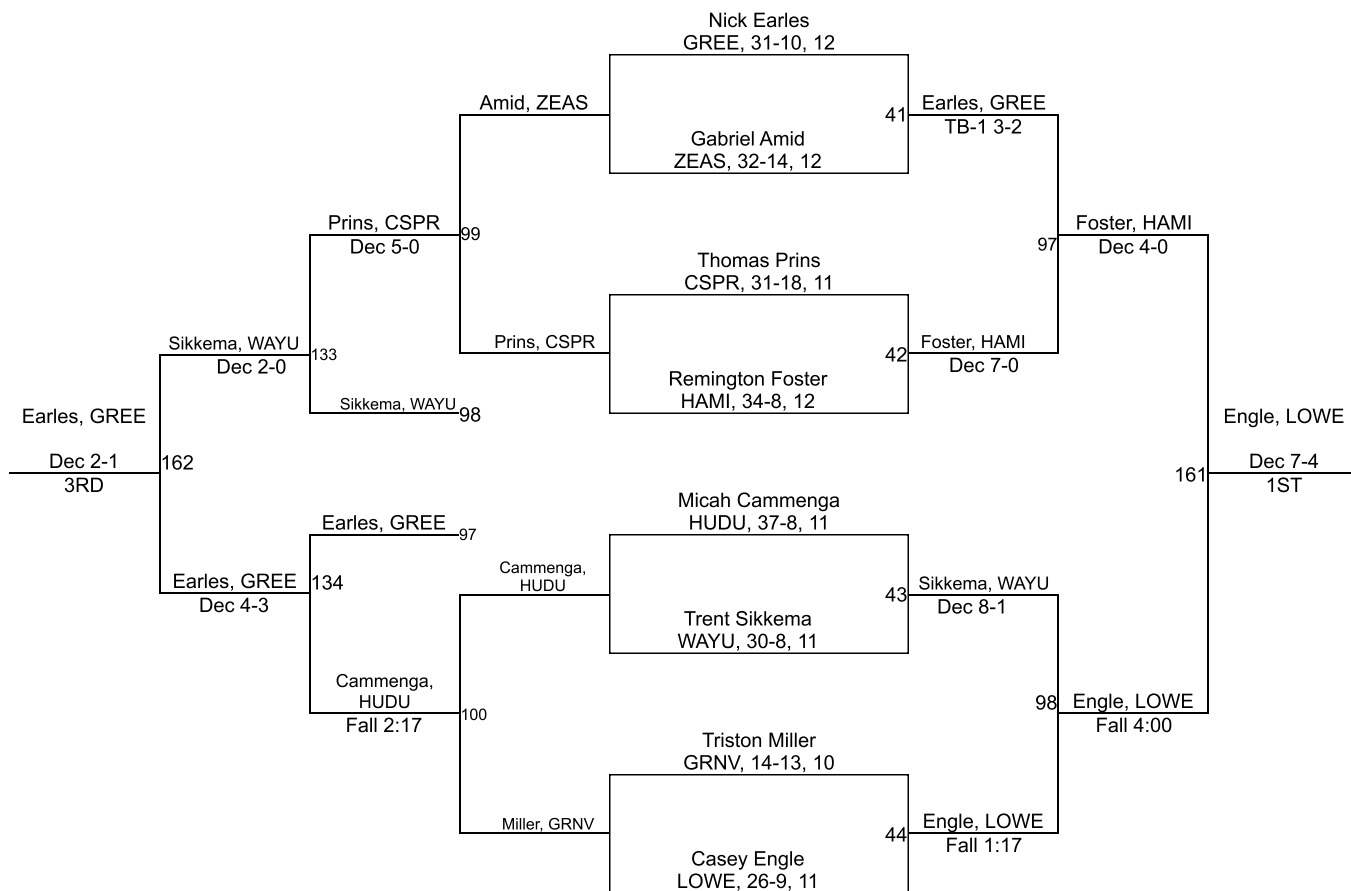 Nick Earles
GREE, 31-10, 12
Amid, ZEAS
41
Earles, GREE
TB-1 3-2
Gabriel Amid
ZEAS, 32-14, 12
Prins, CSPR
Dec 5-0
99
97
Foster, HAMI
Dec 4-0
Thomas Prins
CSPR, 31-18, 11
Sikkema, WAYU
Dec 2-0
133
Prins, CSPR
42
Foster, HAMI
Dec 7-0
Remington Foster
HAMI, 34-8, 12
Sikkema, WAYU
98
Earles, GREE
Dec 2-1
3RD
162
161
Engle, LOWE
Dec 7-4
1ST
Micah Cammenga
HUDU, 37-8, 11
Earles, GREE
97
Earles, GREE
Dec 4-3
134
Cammenga,
HUDU
43
Sikkema, WAYU
Dec 8-1
Trent Sikkema
WAYU, 30-8, 11
Cammenga,
HUDU
Fall 2:17
100
98
Engle, LOWE
Fall 4:00
Triston Miller
GRNV, 14-13, 10
Miller, GRNV
44
Engle, LOWE
Fall 1:17
Casey Engle
LOWE, 26-9, 11